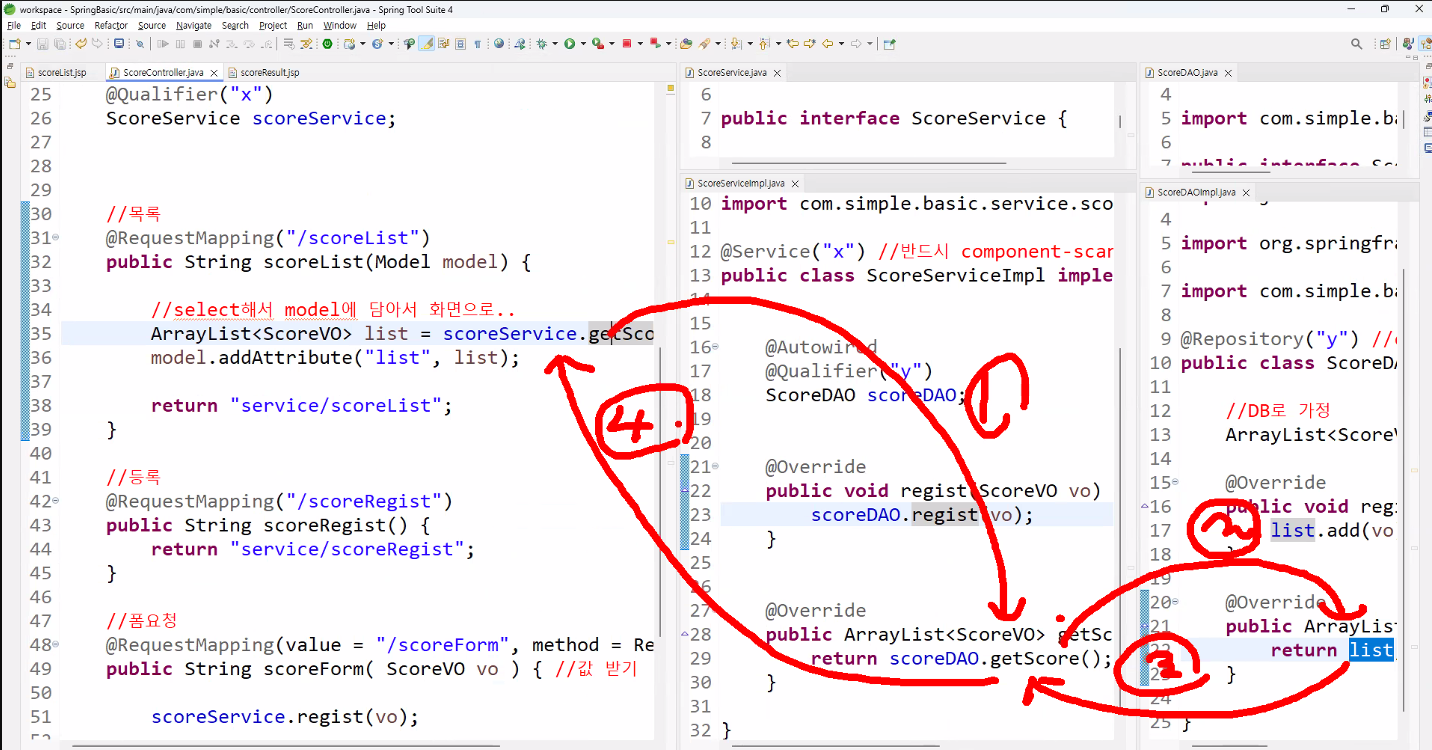 workspace - SpringBasic/src/main/java/com/simple/basic/controller/ScoreController.java - Spring Tool Suite 4
File Edit Source Refactor Source Navigate Search Project Run Window Help
scoreList.jsp ScoreController.java scoreResult.jsp
25 @Qualifier("x")
26 ScoreService scoreService;
27
28
29
30 //목록
31 @RequestMapping("/scoreList")
32 public String scoreList(Model model) {
33
34 //select해서 model에 담아서 화면으로..
35 ArrayList<ScoreVO> list = scoreService.getSco
36 model.addAttribute("list", list);
37
38 return "service/scoreList";
39 }
40
41 //등록
42 @RequestMapping("/scoreRegist")
43 public String scoreRegist() {
44 return "service/scoreRegist";
45 }
46
47 //폼요청
48 @RequestMapping(value = "/scoreForm", method = Re
49 public String scoreForm( ScoreVO vo ) { //값 받기
50
51 scoreService.regist(vo);
ScoreService.java
6
7 public interface ScoreService {
8
ScoreServiceImpl.java
10 import com.simple.basic.service.sco
11
12 @Service("x") //반드시 component-scan
13 public class ScoreServiceImpl imple
14
15
16 @Autowired
17 @Qualifier("y")
18 ScoreDAO scoreDAO;
19
20
21 @Override
22 public void regist(ScoreVO vo)
23 scoreDAO.regist(vo);
24 }
25
26
27 @Override
28 public ArrayList<ScoreVO> getSc
29 return scoreDAO.getScore();
30 }
31
32 }
ScoreDAO.java
4
5 import com.simple.ba
6
7 public interface Sc
ScoreDAOImpl.java
4
5 import org.springfra
6
7 import com.simple.ba
8
9 @Repository("y") //
10 public class ScoreDA
11
12 //DB로 가정
13 ArrayList<ScoreV
14
15 @Override
16 public void regi
17 list.add(vo
18 }
19
20 @Override
21 public ArrayList
22 return list
23 }
24
25 }
1
2
3
4